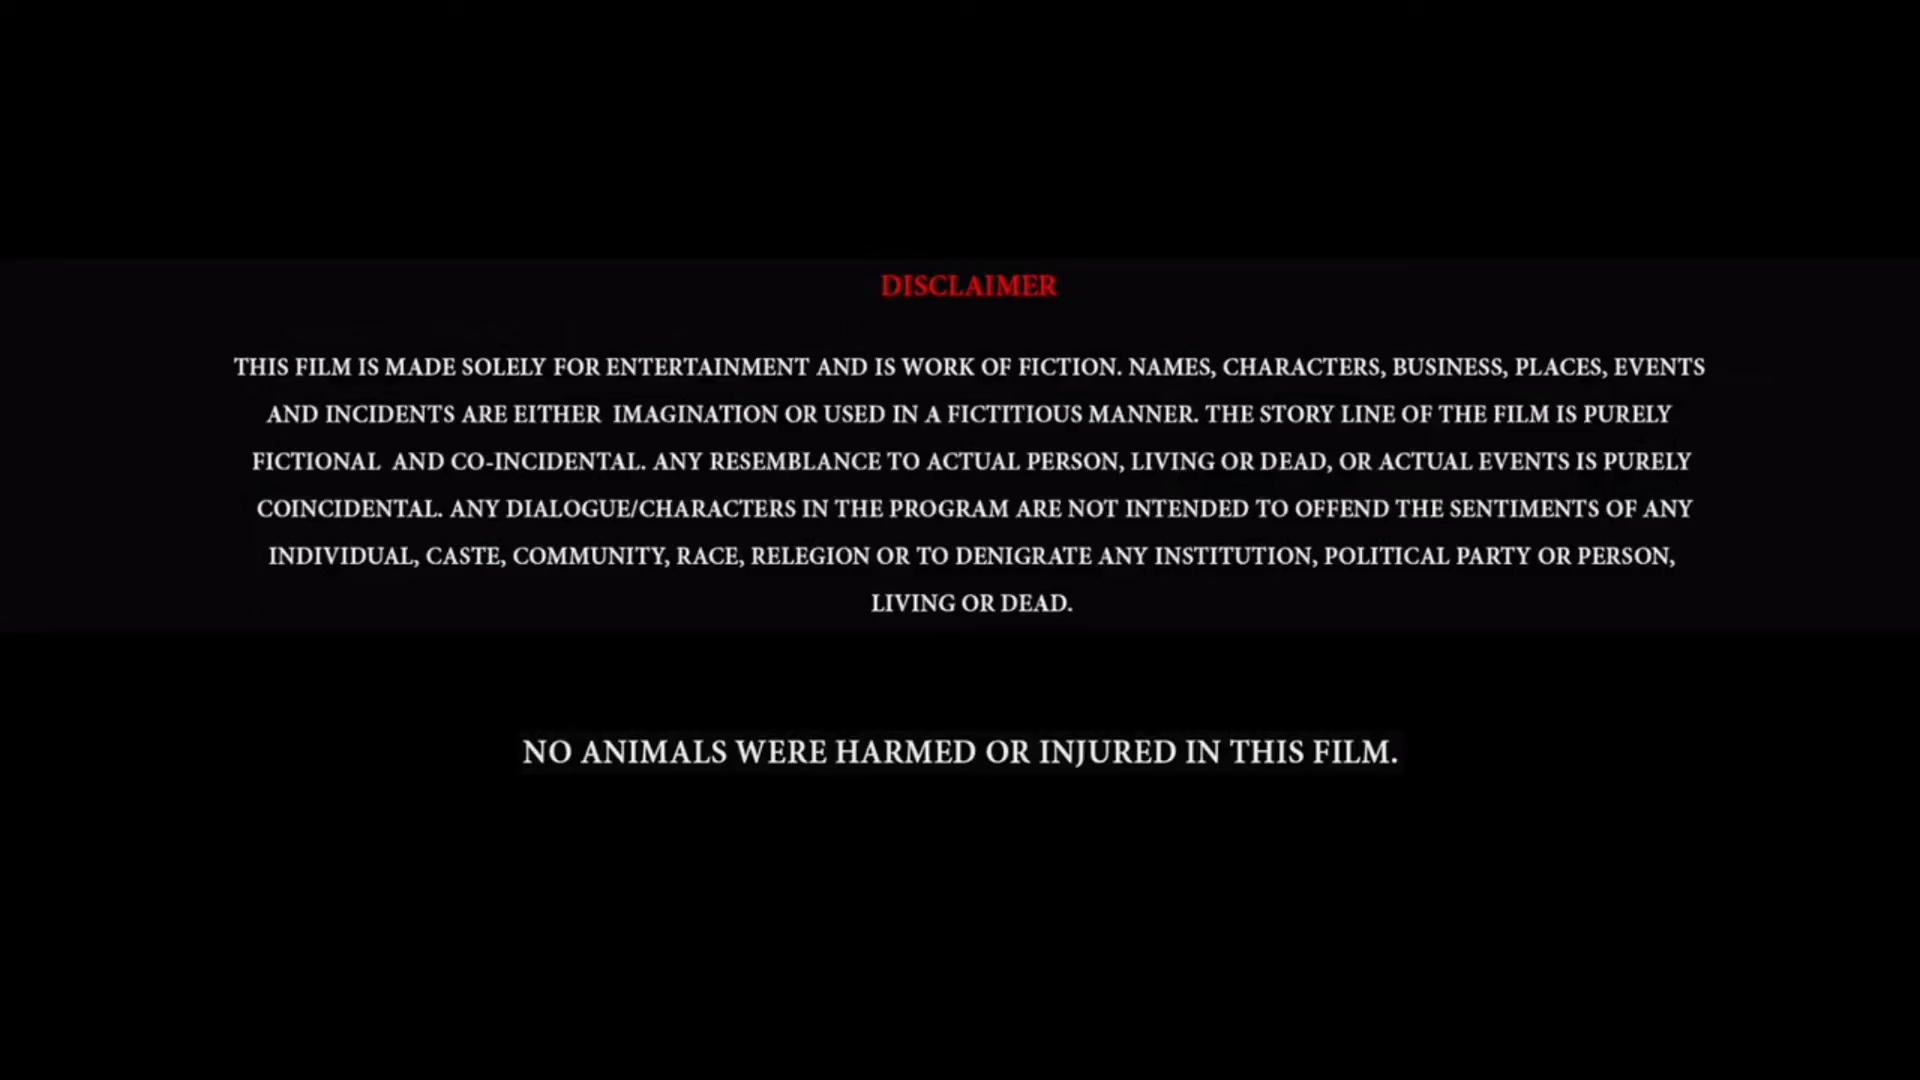 DISCLAIMER
THIS FILM IS MADE SOLELY FOR ENTERTAINMENT AND IS WORK OF FICTION. NAMES, CHARACTERS, BUSINESS, PLACES, EVENTS
AND INCIDENTS ARE EITHER  IMAGINATION OR USED IN A FICTITIOUS MANNER. THE STORY LINE OF THE FILM IS PURELY
FICTIONAL  AND CO-INCIDENTAL. ANY RESEMBLANCE TO ACTUAL PERSON, LIVING OR DEAD, OR ACTUAL EVENTS IS PURELY
COINCIDENTAL. ANY DIALOGUE/CHARACTERS IN THE PROGRAM ARE NOT INTENDED TO OFFEND THE SENTIMENTS OF ANY
INDIVIDUAL, CASTE, COMMUNITY, RACE, RELEGION OR TO DENIGRATE ANY INSTITUTION, POLITICAL PARTY OR PERSON,
LIVING OR DEAD.
NO ANIMALS WERE HARMED OR INJURED IN THIS FILM.